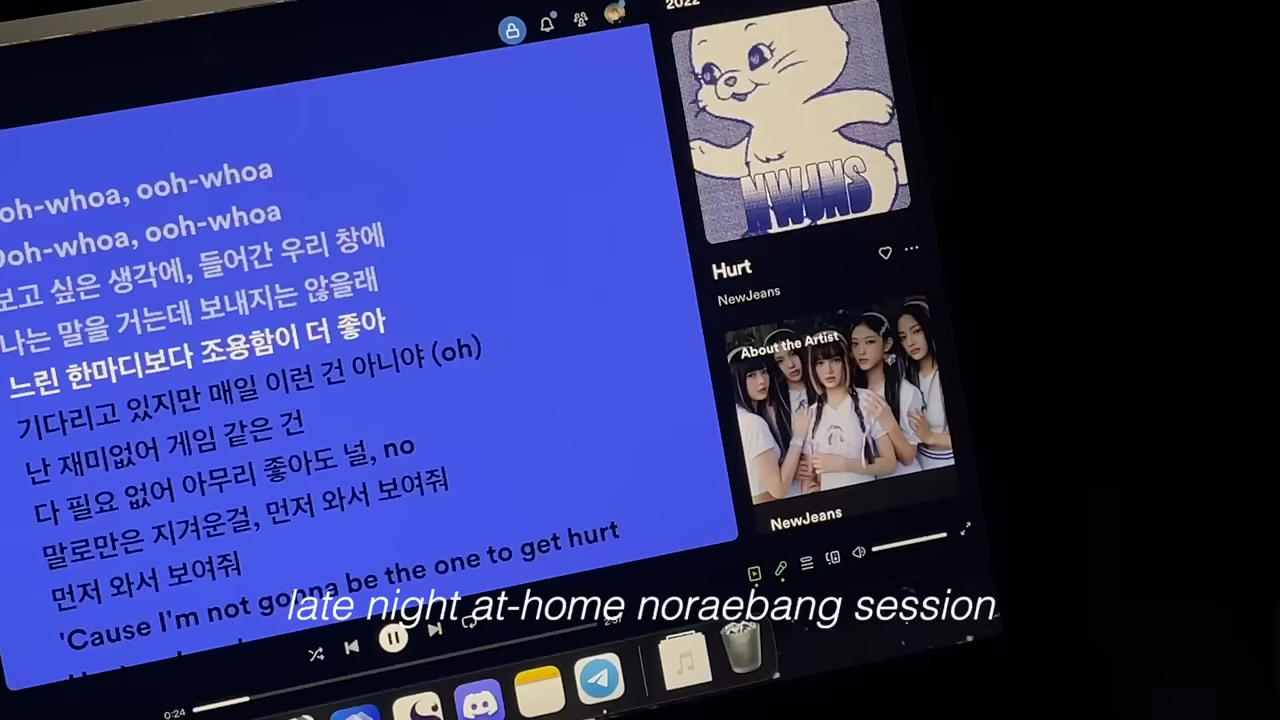 2022
ooh-whoa, ooh-whoa
Ooh-whoa, ooh-whoa
보고 싶은 생각에, 들어간 우리 창에
나는 말을 거는데 보내지는 않을래
느린 한마디보다 조용함이 더 좋아
기다리고 있지만 매일 이런 건 아니야 (oh)
난 재미없어 게임 같은 건
다 필요 없어 아무리 좋아도 널, no
말로만은 지겨운걸, 먼저 와서 보여줘
먼저 와서 보여줘
'Cause I'm not gonna be the one to get hurt
NWJNS
Hurt
NewJeans
About the Artist
NewJeans
0:24
2:57
late night at-home noraebang session